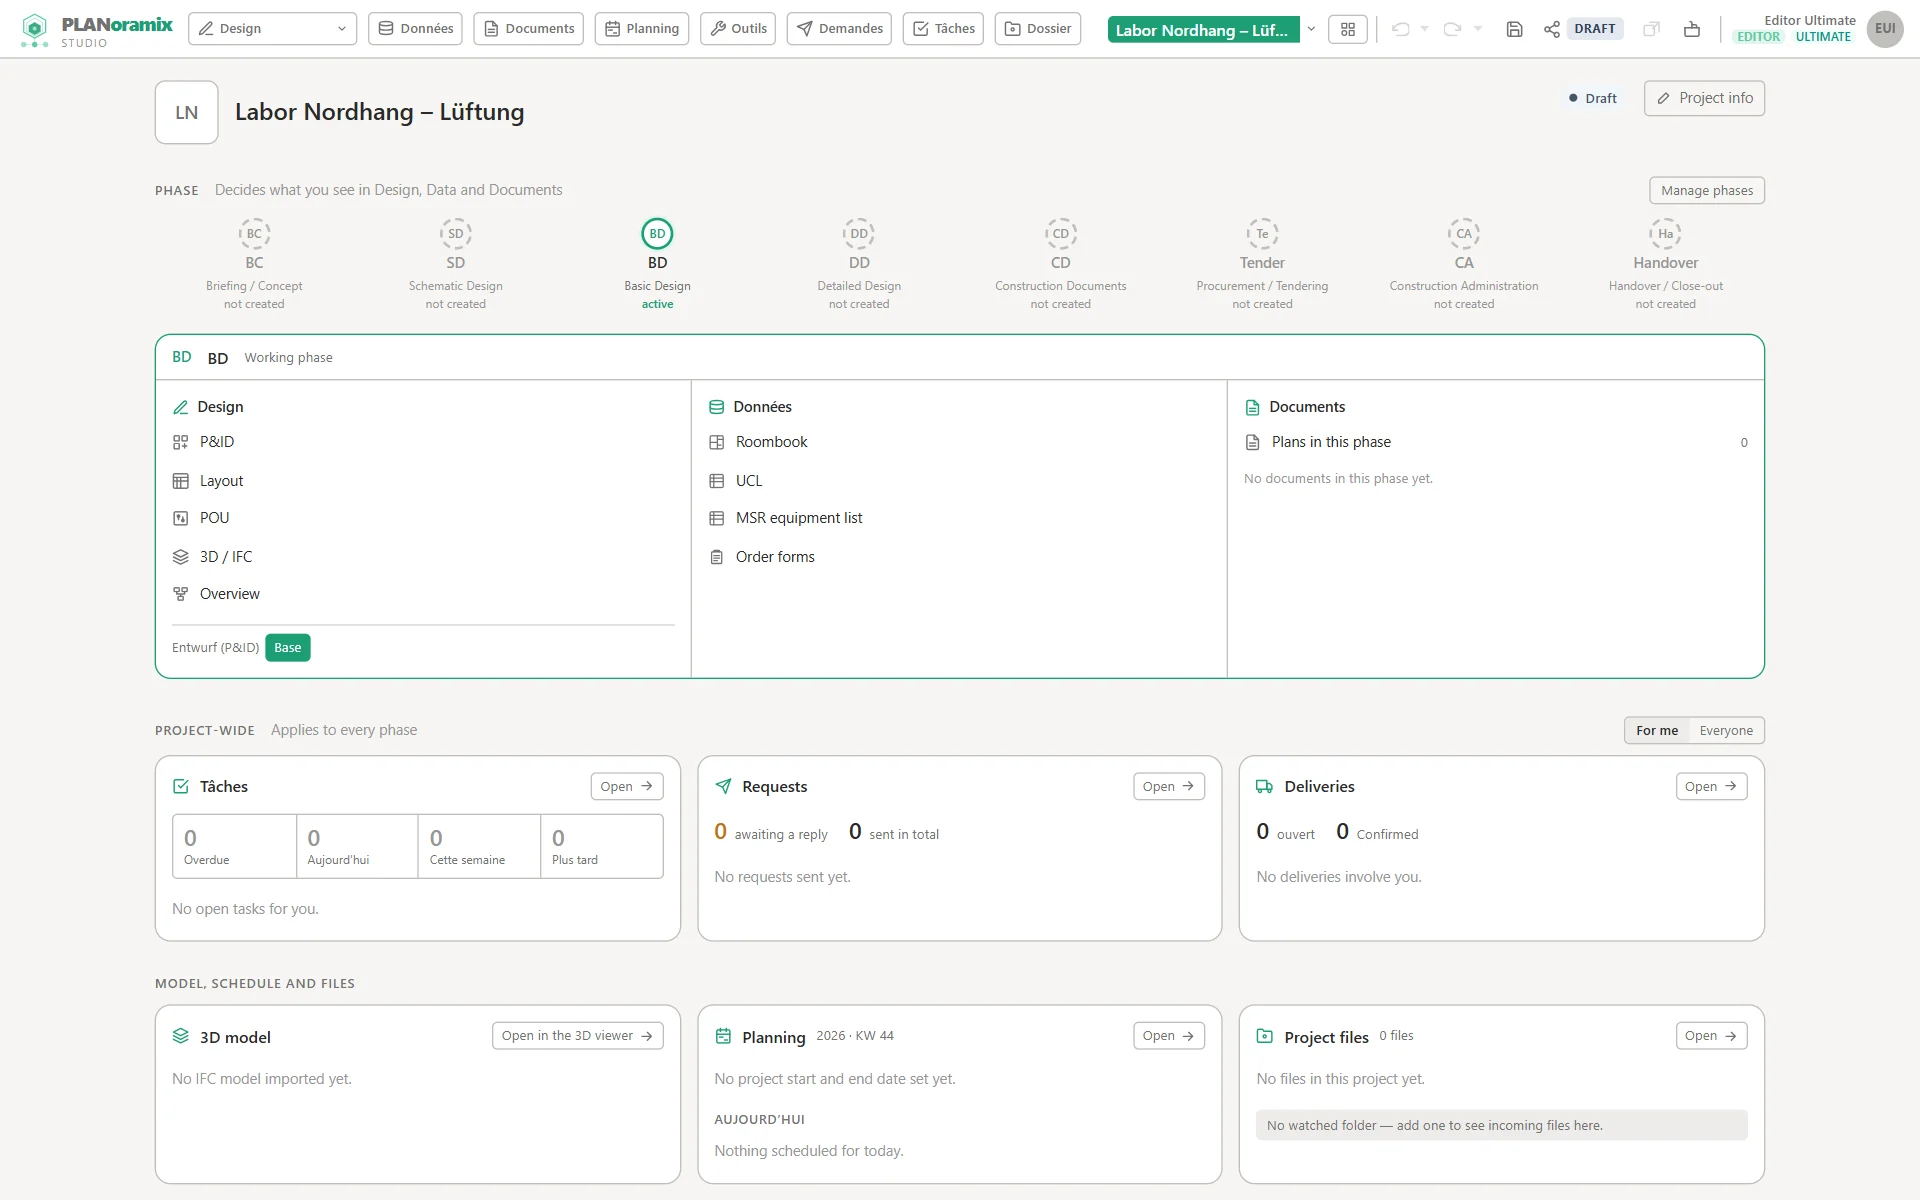 PLANoramix
STUDIO
Design
Données
Documents
Planning
Outils
Demandes
Tâches
Dossier
Labor Nordhang – Lüf...
DRAFT
Editor Ultimate
EDITOR ULTIMATE
EUI
LN
Labor Nordhang – Lüftung
Draft
Project info
PHASE Decides what you see in Design, Data and Documents
Manage phases
BC
BC
Briefing / Concept
not created
SD
SD
Schematic Design
not created
BD
BD
Basic Design
active
DD
DD
Detailed Design
not created
CD
CD
Construction Documents
not created
Te
Tender
Procurement / Tendering
not created
CA
CA
Construction Administration
not created
Ha
Handover
Handover / Close-out
not created
BD BD Working phase
Design
P&ID
Layout
POU
3D / IFC
Overview
Entwurf (P&ID) Base
Données
Roombook
UCL
MSR equipment list
Order forms
Documents
Plans in this phase 0
No documents in this phase yet.
PROJECT-WIDE Applies to every phase
For me Everyone
Tâches
Open →
0
Overdue
0
Aujourd'hui
0
Cette semaine
0
Plus tard
No open tasks for you.
Requests
Open →
0 awaiting a reply 0 sent in total
No requests sent yet.
Deliveries
Open →
0 ouvert 0 Confirmed
No deliveries involve you.
MODEL, SCHEDULE AND FILES
3D model
Open in the 3D viewer →
No IFC model imported yet.
Planning 2026 · KW 44
Open →
No project start and end date set yet.
AUJOURD'HUI
Nothing scheduled for today.
Project files 0 files
Open →
No files in this project yet.
No watched folder — add one to see incoming files here.